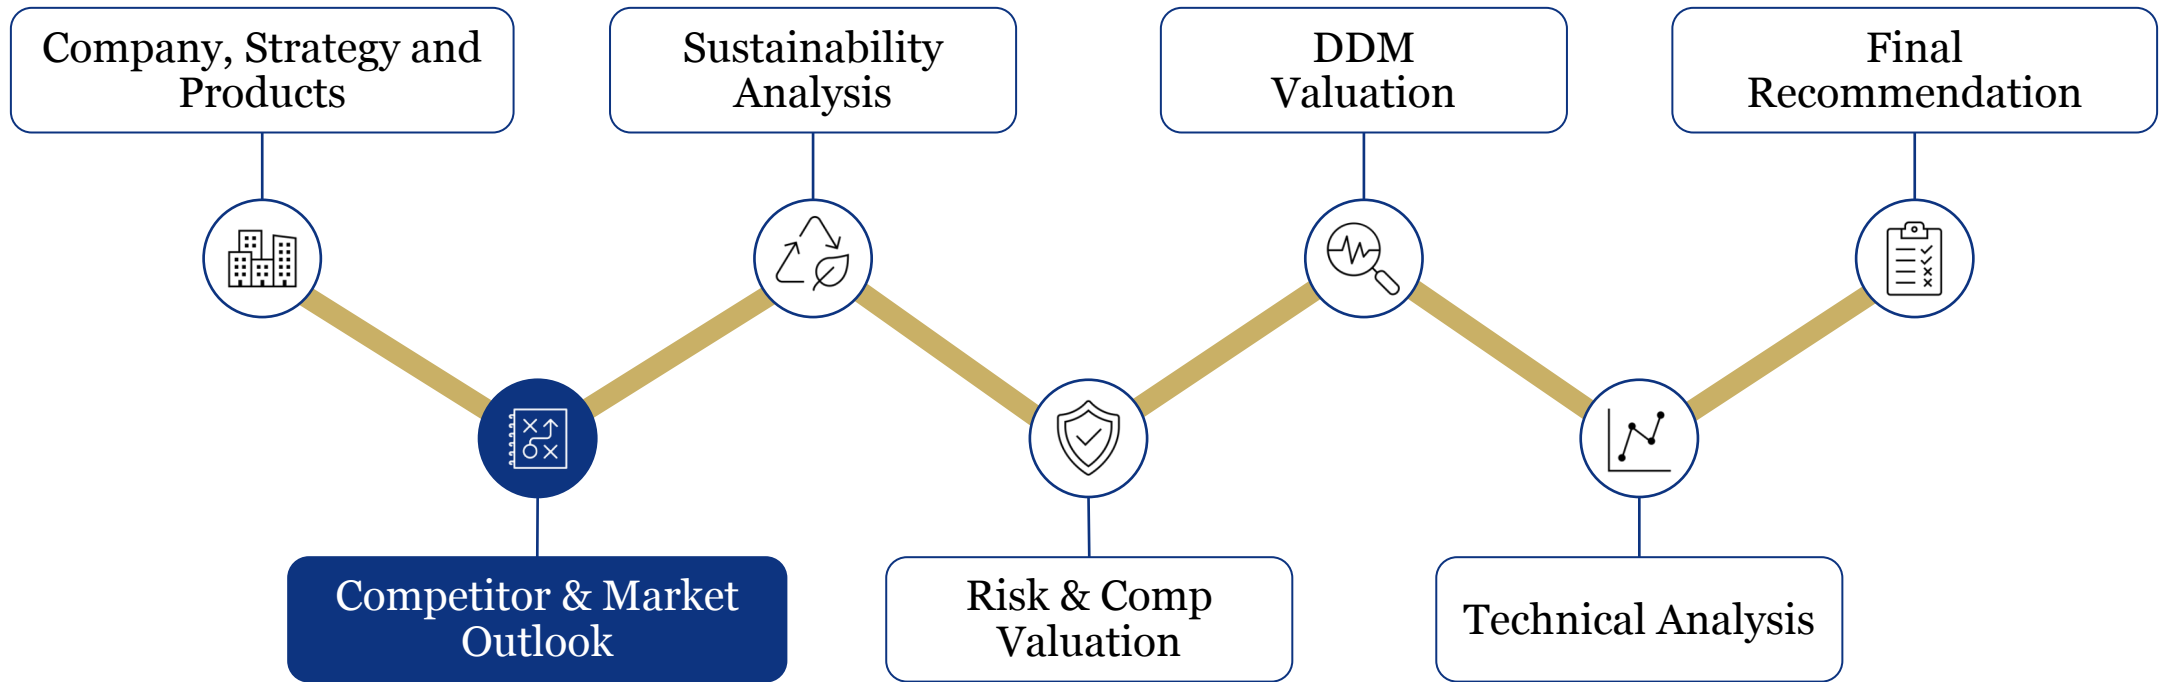 Company, Strategy and
Products
Sustainability
Analysis
DDM
Valuation
Final
Recommendation
Competitor & Market
Outlook
Risk & Comp
Valuation
Technical Analysis